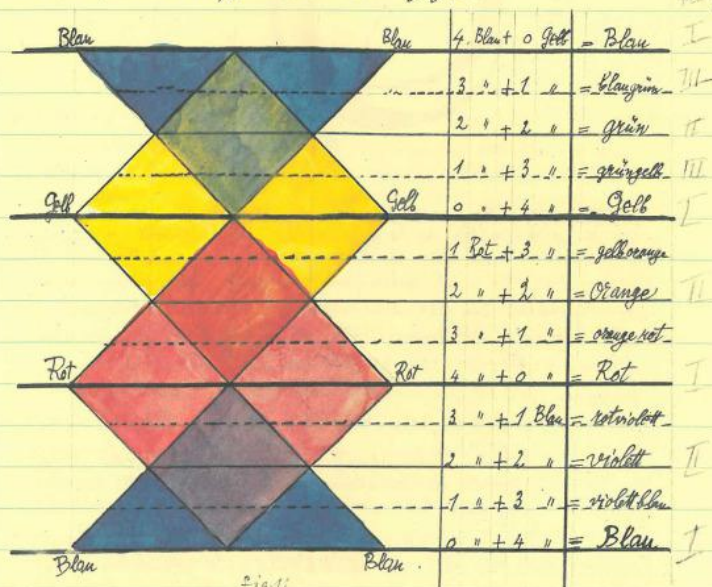 Blau Blau 4 Blau + 0 Gelb = Blau I
3 " + 1 " = blaugrün III
2 " + 2 " = grün II
1 " + 3 " = grüngelb III
Gelb Gelb 0 " + 4 " = Gelb I
1 Rot + 3 " = gelborange
2 " + 2 " = Orange II
3 " + 1 " = orangerot
Rot Rot 4 " + 0 " = Rot I
3 " + 1 Blau = rotviolett
2 " + 2 " = violett II
1 " + 3 " = violettblau
0 " + 4 " = Blau I
Blau Blau.